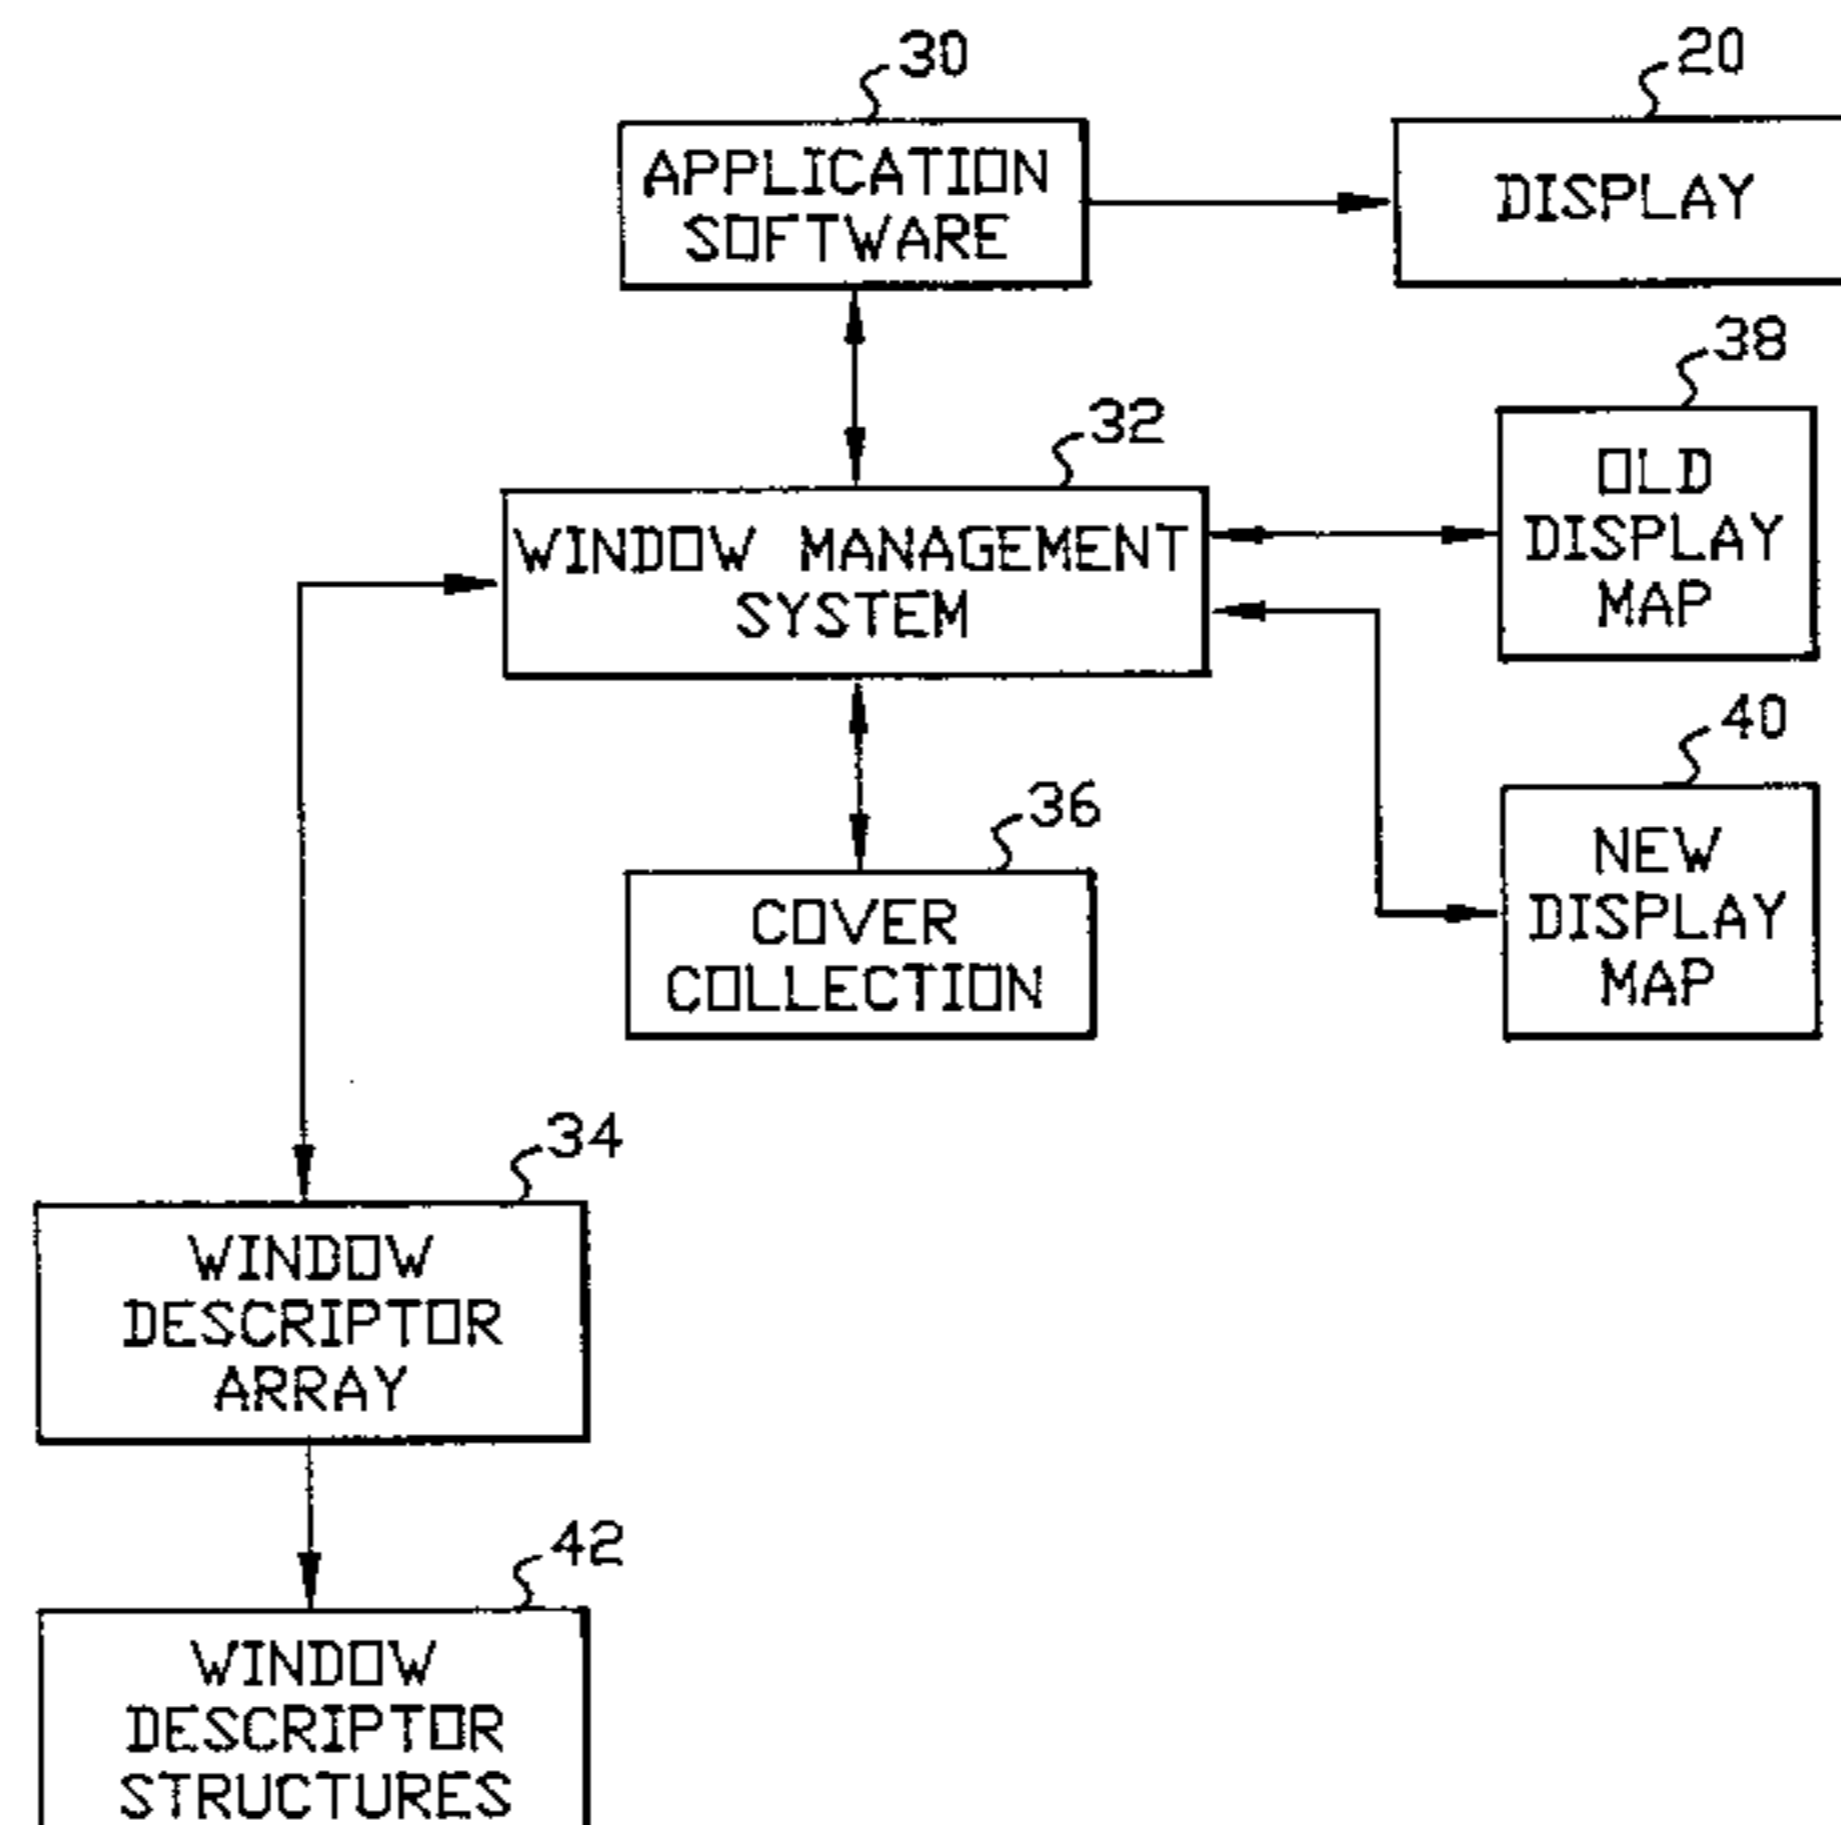 30
APPLICATION
SOFTWARE
20
DISPLAY
38
OLD
DISPLAY
MAP
32
WINDOW MANAGEMENT
SYSTEM
40
NEW
DISPLAY
MAP
36
COVER
COLLECTION
34
WINDOW
DESCRIPTOR
ARRAY
42
WINDOW
DESCRIPTOR
STRUCTURES